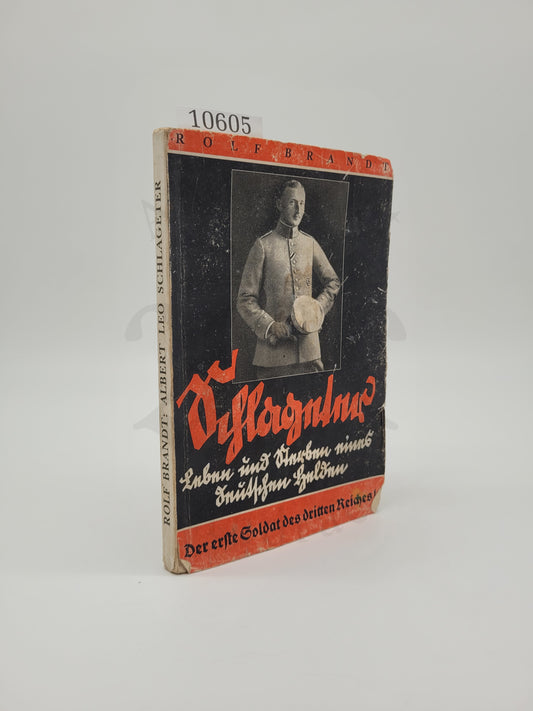 10605
ROLF BRANDT
Schlageter
Leben und Sterben eines
deutschen Helden
Der erste Soldat des dritten Reiches!
ROLF BRANDT: ALBERT LEO SCHLAGETER